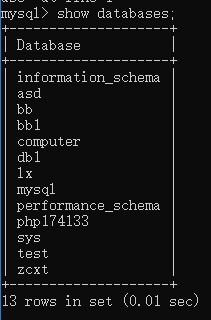 mysql> show databases;
+--------------------+
| Database           |
+--------------------+
| information_schema |
| asd                |
| bb                 |
| bb1                |
| computer           |
| db1                |
| lx                 |
| mysql              |
| performance_schema |
| php174133          |
| sys                |
| test               |
| zcxt               |
+--------------------+
13 rows in set (0.01 sec)